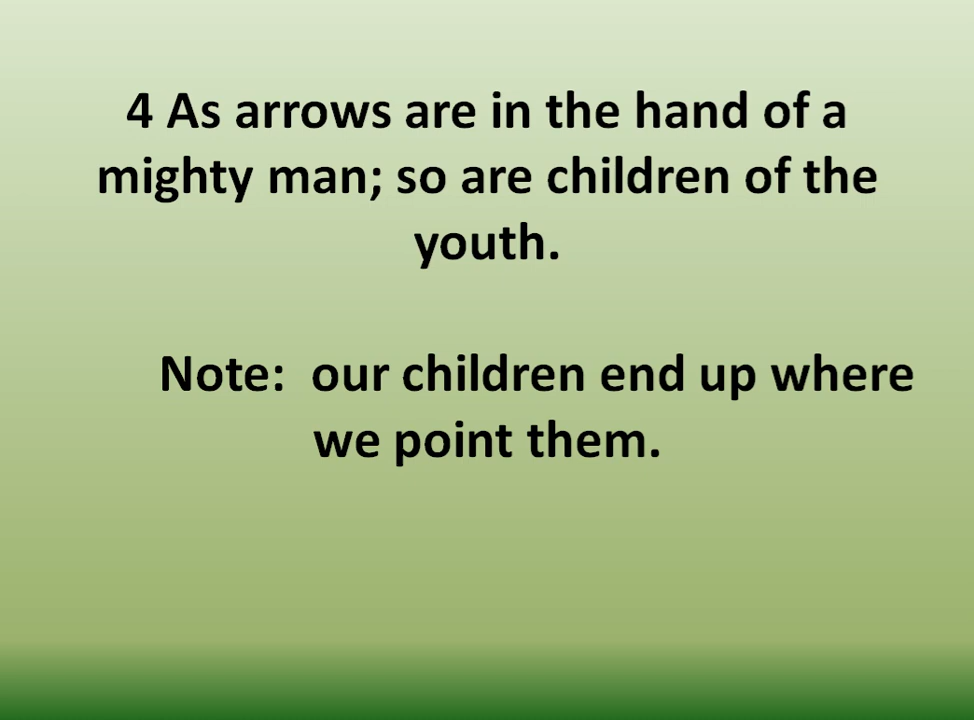 4 As arrows are in the hand of a
mighty man; so are children of the
youth.
Note:  our children end up where
we point them.